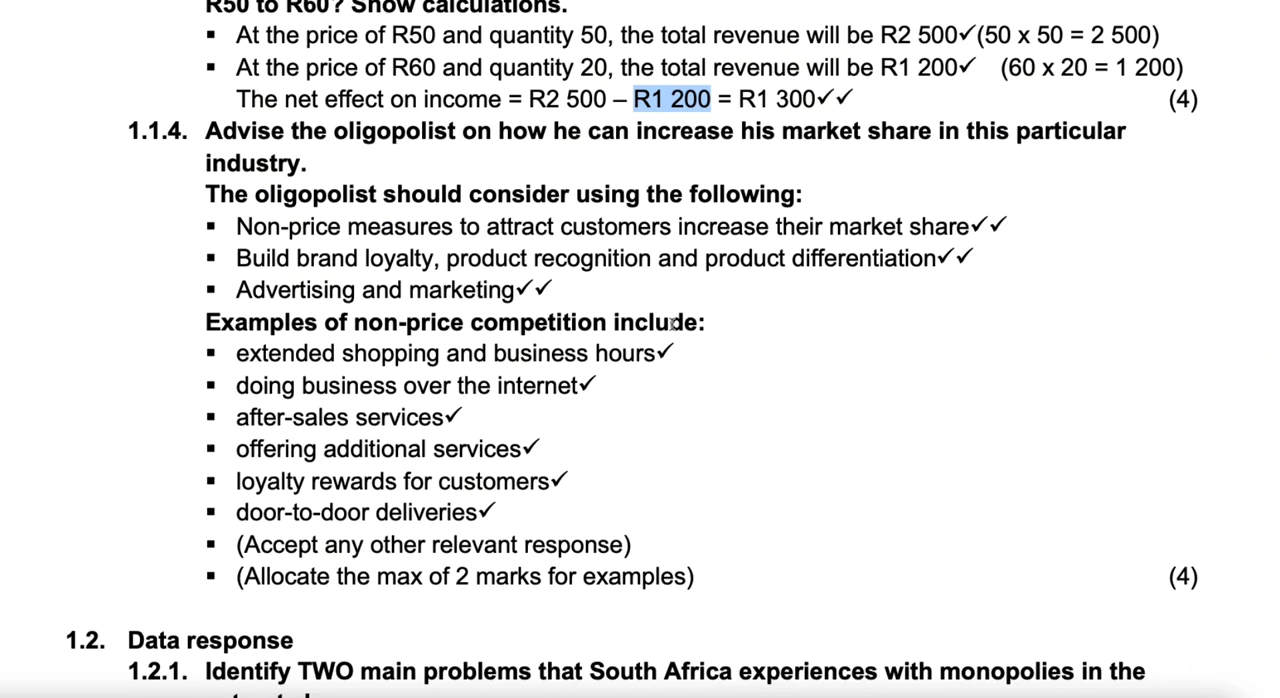 R50 to R60? Show calculations.
▪ At the price of R50 and quantity 50, the total revenue will be R2 500✓(50 x 50 = 2 500)
▪ At the price of R60 and quantity 20, the total revenue will be R1 200✓ (60 x 20 = 1 200)
The net effect on income = R2 500 – R1 200 = R1 300✓✓ (4)
1.1.4. Advise the oligopolist on how he can increase his market share in this particular
industry.
The oligopolist should consider using the following:
▪ Non-price measures to attract customers increase their market share✓✓
▪ Build brand loyalty, product recognition and product differentiation✓✓
▪ Advertising and marketing✓✓
Examples of non-price competition include:
▪ extended shopping and business hours✓
▪ doing business over the internet✓
▪ after-sales services✓
▪ offering additional services✓
▪ loyalty rewards for customers✓
▪ door-to-door deliveries✓
▪ (Accept any other relevant response)
▪ (Allocate the max of 2 marks for examples) (4)
1.2. Data response
1.2.1. Identify TWO main problems that South Africa experiences with monopolies in the